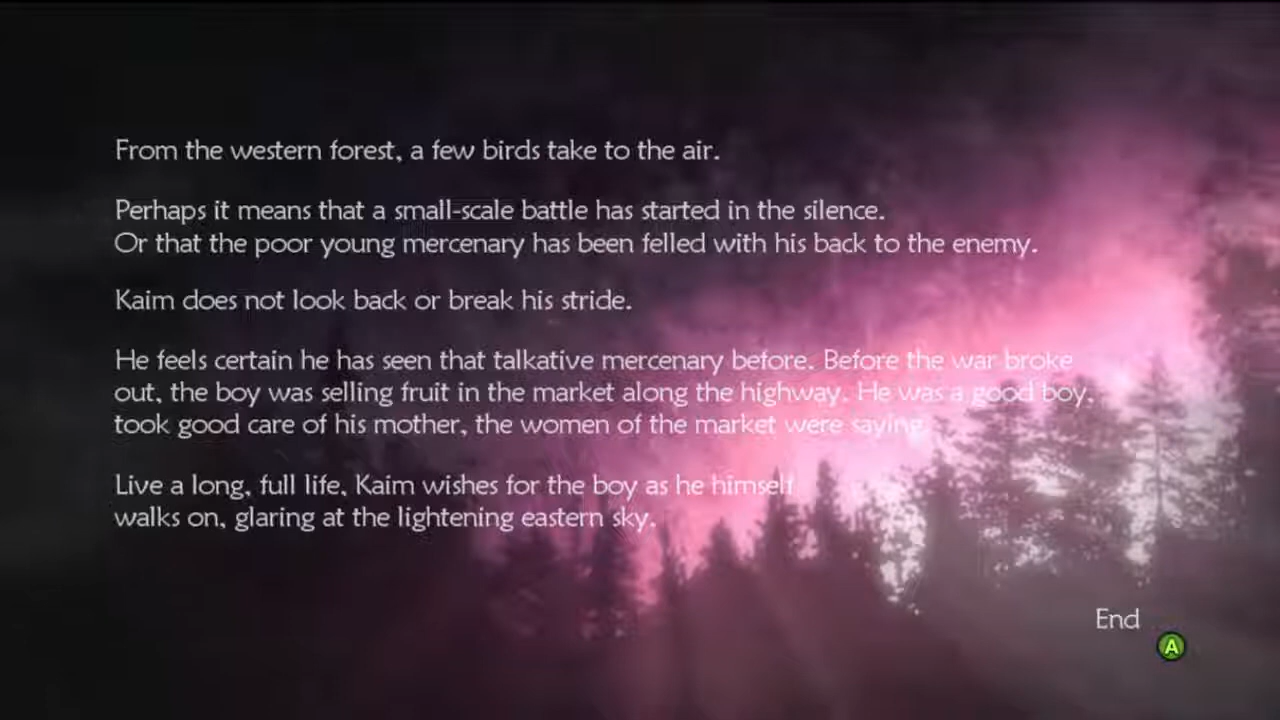 From the western forest, a few birds take to the air.
Perhaps it means that a small-scale battle has started in the silence.
Or that the poor young mercenary has been felled with his back to the enemy.
Kaim does not look back or break his stride.
He feels certain he has seen that talkative mercenary before. Before the war broke
out, the boy was selling fruit in the market along the highway. He was a good boy,
took good care of his mother, the women of the market were saying.
Live a long, full life, Kaim wishes for the boy as he himself
walks on, glaring at the lightening eastern sky.
End
A